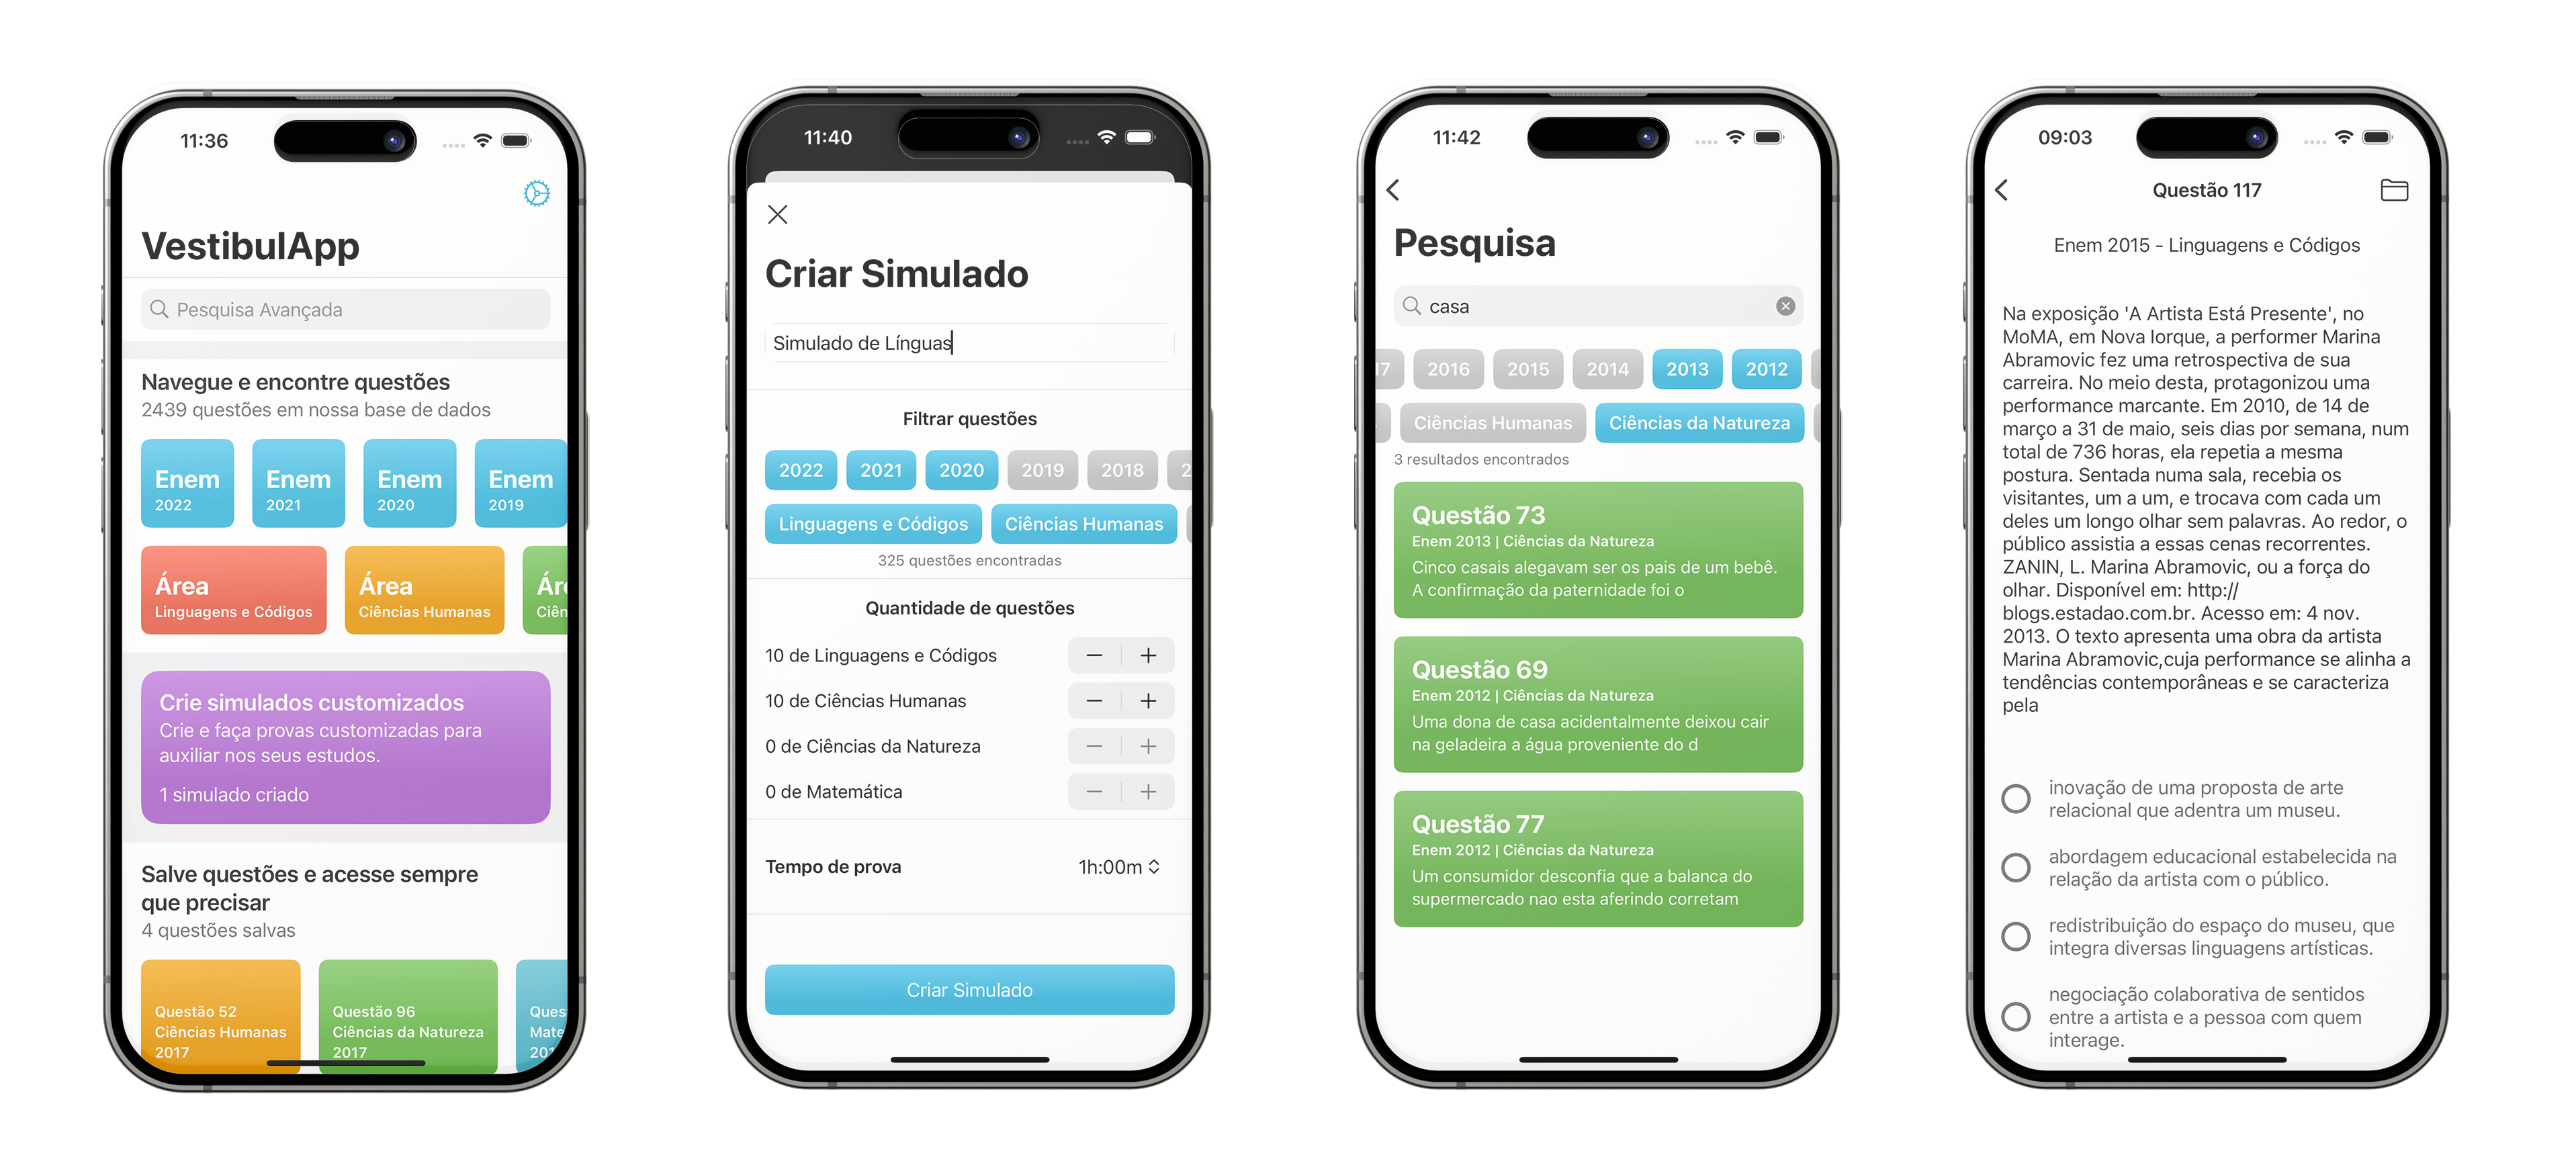 11:36
VestibulApp
Pesquisa Avançada
Navegue e encontre questões
2439 questões em nossa base de dados
Enem
2022
Enem
2021
Enem
2020
Enem
2019
Área
Linguagens e Códigos
Área
Ciências Humanas
Ár
Ciên
Crie simulados customizados
Crie e faça provas customizadas para
auxiliar nos seus estudos.
1 simulado criado
Salve questões e acesse sempre
que precisar
4 questões salvas
Questão 52
Ciências Humanas
2017
Questão 96
Ciências da Natureza
2017
Ques
Mate
201
11:40
Criar Simulado
Simulado de Línguas
Filtrar questões
2022 2021 2020 2019 2018 2
Linguagens e Códigos Ciências Humanas
325 questões encontradas
Quantidade de questões
10 de Linguagens e Códigos
10 de Ciências Humanas
0 de Ciências da Natureza
0 de Matemática
Tempo de prova 1h:00m
Criar Simulado
11:42
Pesquisa
casa
17 2016 2015 2014 2013 2012
Ciências Humanas Ciências da Natureza
3 resultados encontrados
Questão 73
Enem 2013 | Ciências da Natureza
Cinco casais alegavam ser os pais de um bebê.
A confirmação da paternidade foi o
Questão 69
Enem 2012 | Ciências da Natureza
Uma dona de casa acidentalmente deixou cair
na geladeira a água proveniente do d
Questão 77
Enem 2012 | Ciências da Natureza
Um consumidor desconfia que a balanca do
supermercado nao esta aferindo corretam
09:03
Questão 117
Enem 2015 - Linguagens e Códigos
Na exposição 'A Artista Está Presente', no
MoMA, em Nova Iorque, a performer Marina
Abramovic fez uma retrospectiva de sua
carreira. No meio desta, protagonizou uma
performance marcante. Em 2010, de 14 de
março a 31 de maio, seis dias por semana, num
total de 736 horas, ela repetia a mesma
postura. Sentada numa sala, recebia os
visitantes, um a um, e trocava com cada um
deles um longo olhar sem palavras. Ao redor, o
público assistia a essas cenas recorrentes.
ZANIN, L. Marina Abramovic, ou a força do
olhar. Disponível em: http://
blogs.estadao.com.br. Acesso em: 4 nov.
2013. O texto apresenta uma obra da artista
Marina Abramovic,cuja performance se alinha a
tendências contemporâneas e se caracteriza
pela
inovação de uma proposta de arte
relacional que adentra um museu.
abordagem educacional estabelecida na
relação da artista com o público.
redistribuição do espaço do museu, que
integra diversas linguagens artísticas.
negociação colaborativa de sentidos
entre a artista e a pessoa com quem
interage.